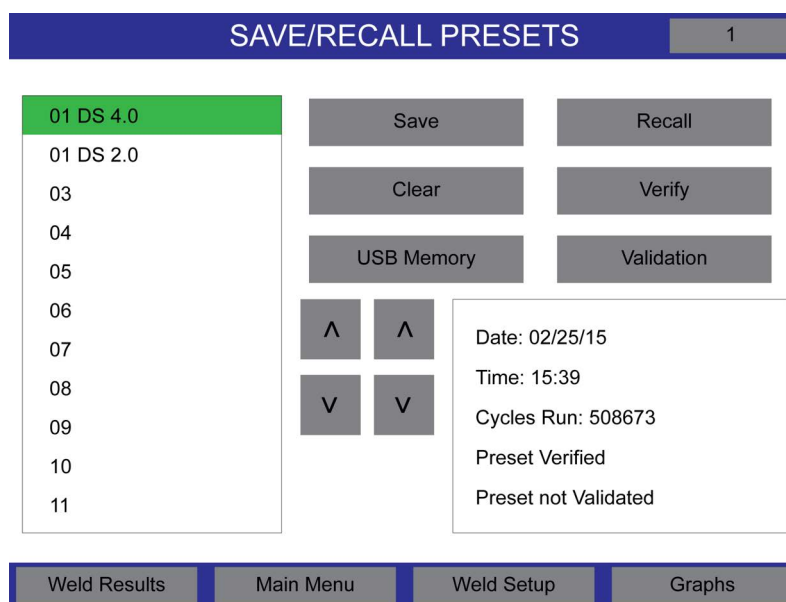 SAVE/RECALL PRESETS
1
01 DS 4.0
01 DS 2.0
03
04
05
06
07
08
09
10
11
Save
Recall
Clear
Verify
USB Memory
Validation
^
^
v
v
Date: 02/25/15
Time: 15:39
Cycles Run: 508673
Preset Verified
Preset not Validated
Weld Results
Main Menu
Weld Setup
Graphs